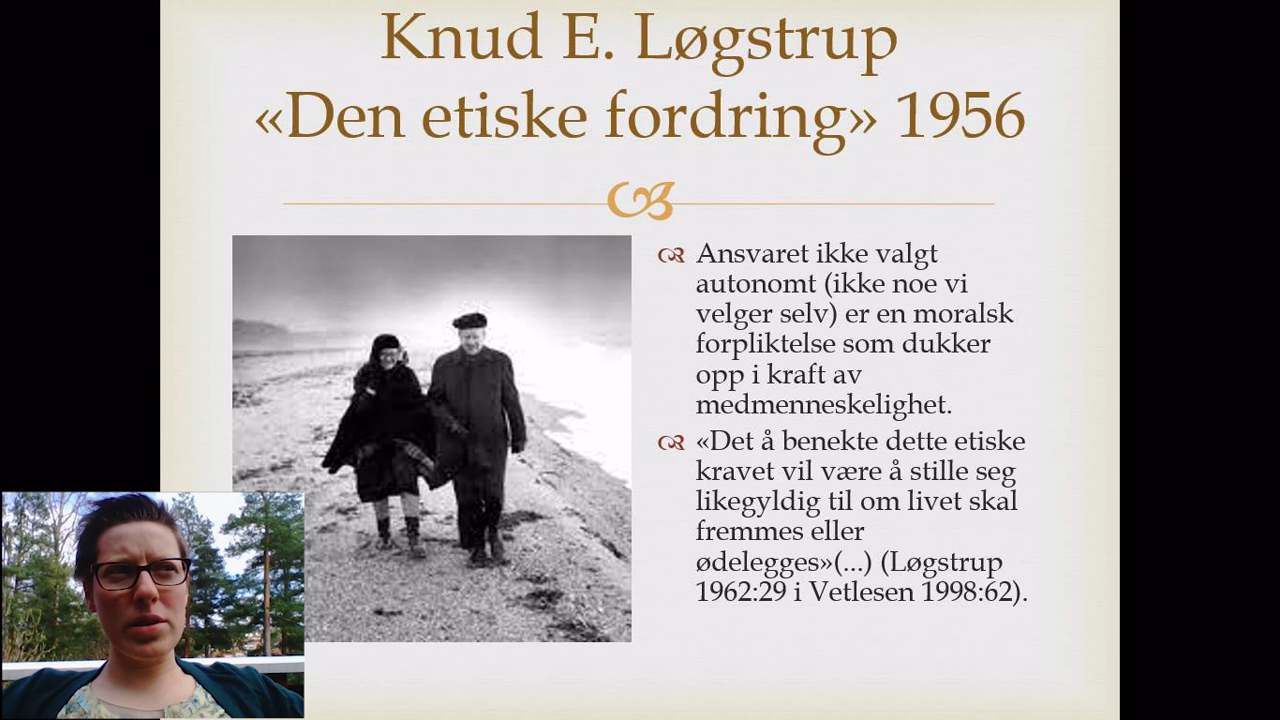 Knud E. Løgstrup
«Den etiske fordring» 1956
Ansvaret ikke valgt
autonomt (ikke noe vi
velger selv) er en moralsk
forpliktelse som dukker
opp i kraft av
medmenneskelighet.
«Det å benekte dette etiske
kravet vil være å stille seg
likegyldig til om livet skal
fremmes eller
ødelegges»(...) (Løgstrup
1962:29 i Vetlesen 1998:62).